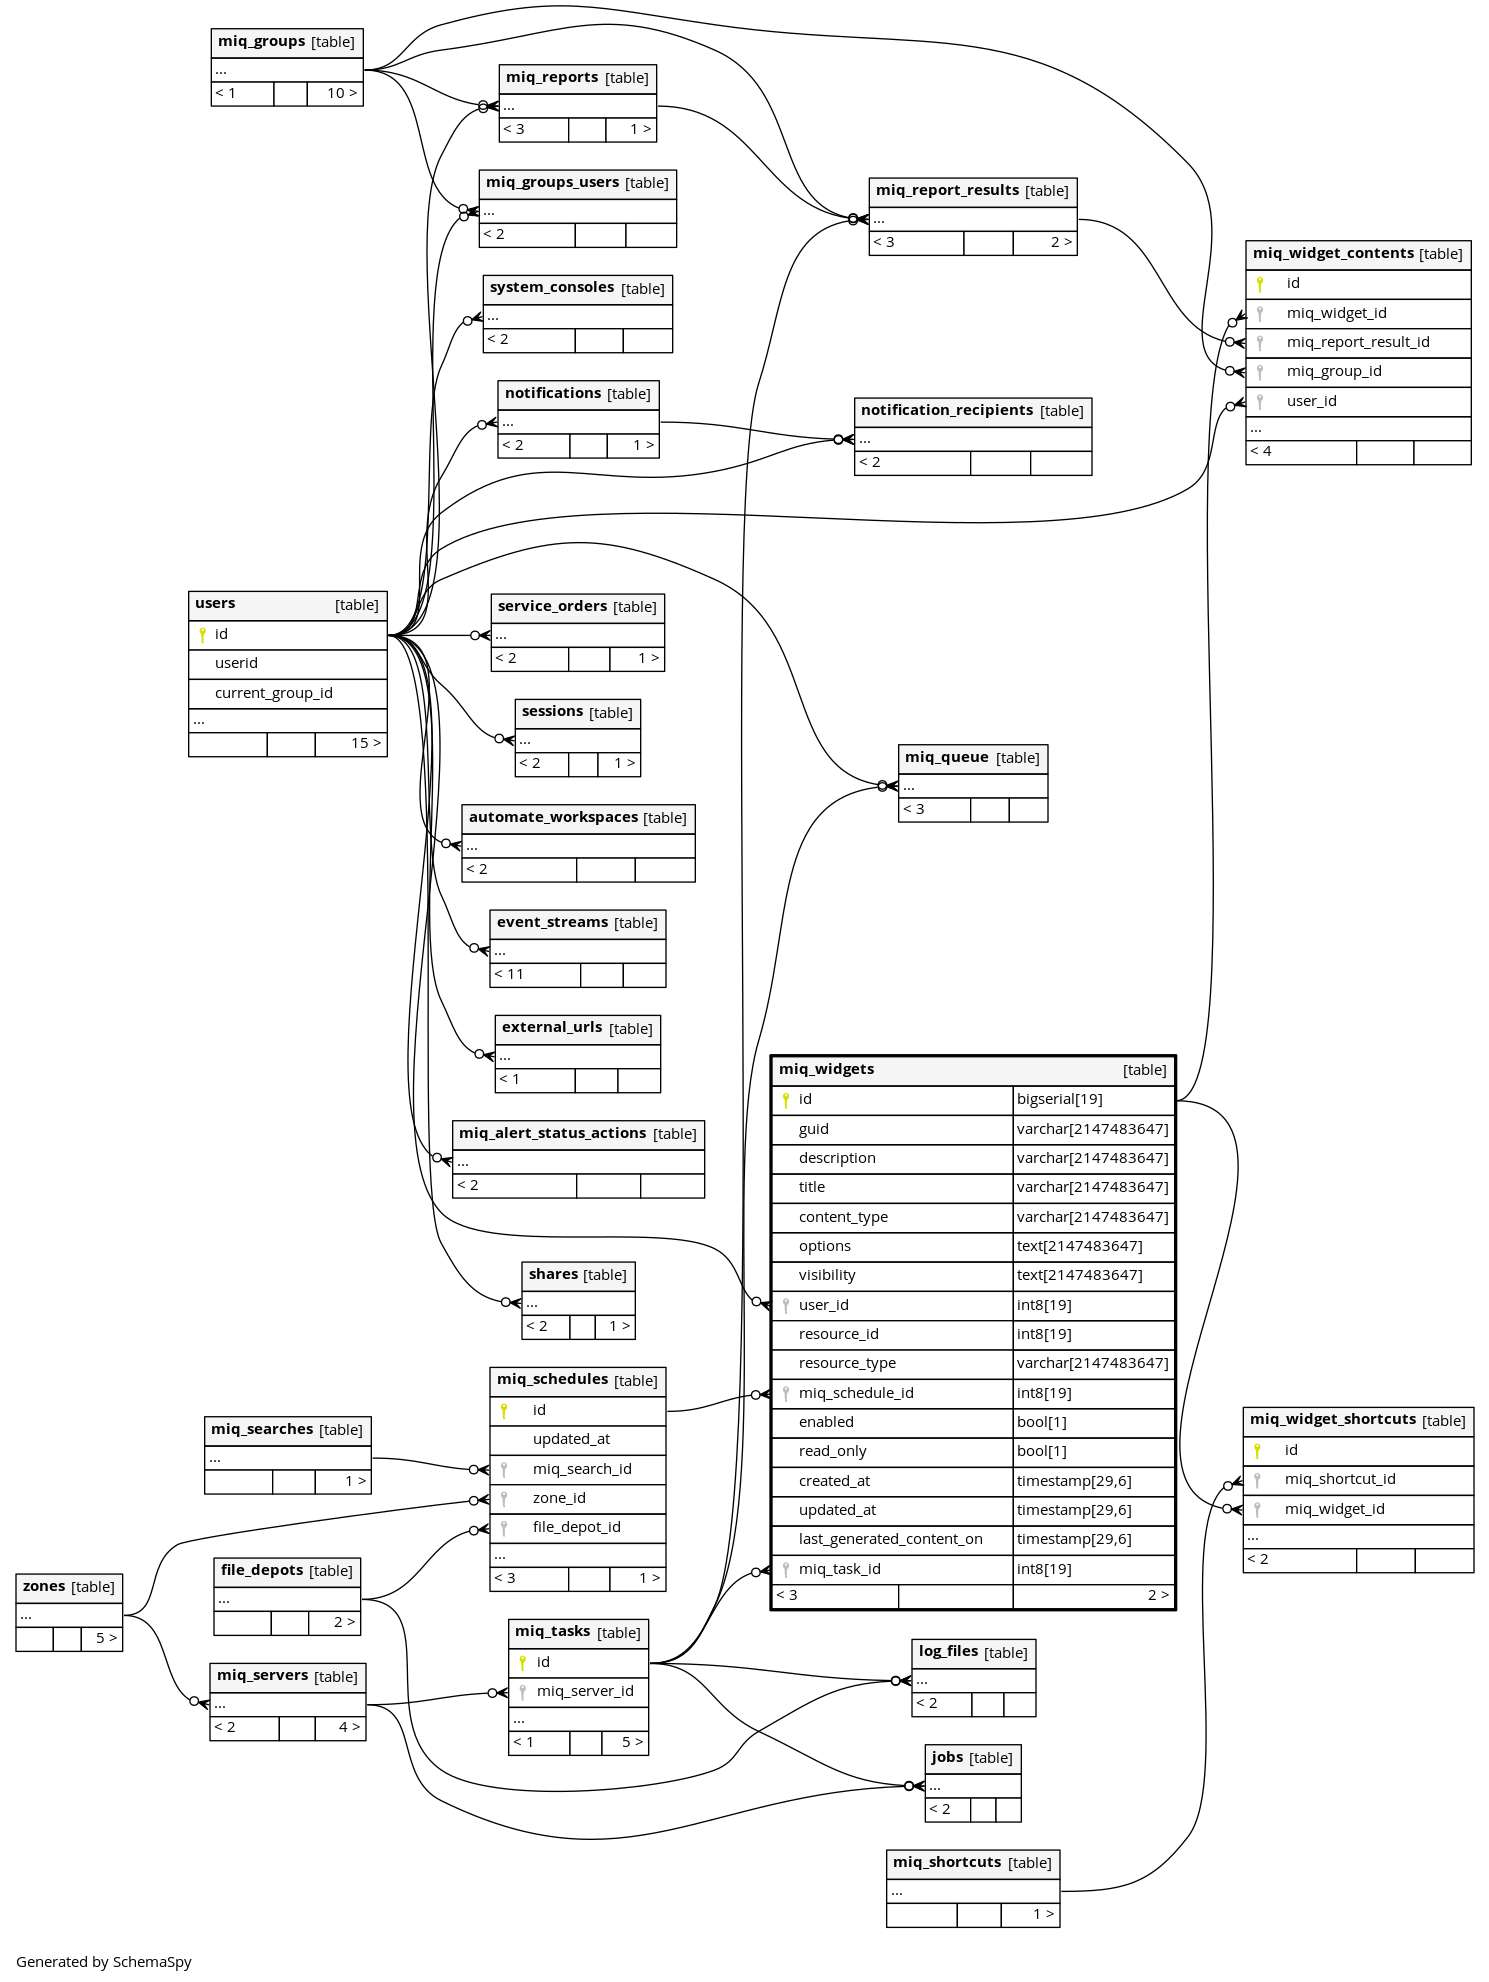 miq_groups [table]
...
< 1 10 >
miq_reports [table]
...
< 3 1 >
miq_groups_users [table]
...
< 2
miq_report_results [table]
...
< 3 2 >
miq_widget_contents [table]
id
miq_widget_id
miq_report_result_id
miq_group_id
user_id
...
< 4
system_consoles [table]
...
< 2
notifications [table]
...
< 2 1 >
notification_recipients [table]
...
< 2
users [table]
id
userid
current_group_id
...
15 >
service_orders [table]
...
< 2 1 >
sessions [table]
...
< 2 1 >
miq_queue [table]
...
< 3
automate_workspaces [table]
...
< 2
event_streams [table]
...
< 11
external_urls [table]
...
< 1
miq_alert_status_actions [table]
...
< 2
miq_widgets [table]
id bigserial[19]
guid varchar[2147483647]
description varchar[2147483647]
title varchar[2147483647]
content_type varchar[2147483647]
options text[2147483647]
visibility text[2147483647]
user_id int8[19]
resource_id int8[19]
resource_type varchar[2147483647]
miq_schedule_id int8[19]
enabled bool[1]
read_only bool[1]
created_at timestamp[29,6]
updated_at timestamp[29,6]
last_generated_content_on timestamp[29,6]
miq_task_id int8[19]
< 3 2 >
shares [table]
...
< 2 1 >
miq_schedules [table]
id
updated_at
miq_search_id
zone_id
file_depot_id
...
< 3 1 >
miq_searches [table]
...
1 >
miq_widget_shortcuts [table]
id
miq_shortcut_id
miq_widget_id
...
< 2
file_depots [table]
...
2 >
zones [table]
...
5 >
miq_servers [table]
...
< 2 4 >
miq_tasks [table]
id
miq_server_id
...
< 1 5 >
log_files [table]
...
< 2
jobs [table]
...
< 2
miq_shortcuts [table]
...
1 >
Generated by SchemaSpy